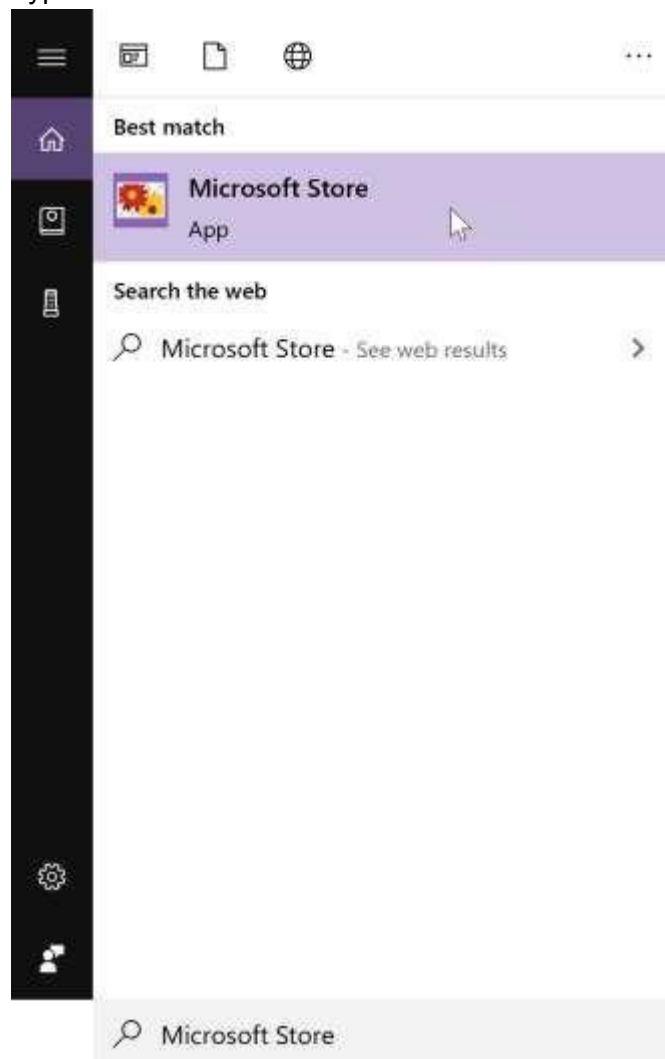 ...
Best match
Microsoft Store
App
Search the web
Microsoft Store - See web results
Microsoft Store